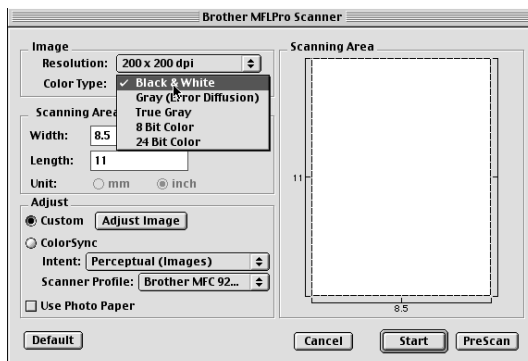 Brother MFLPro Scanner
Image
Resolution: 200 x 200 dpi
Color Type: ✓ Black & White
Gray (Error Diffusion)
True Gray
8 Bit Color
24 Bit Color
Scanning Area
Width: 8.5
Length: 11
Unit: mm inch
Adjust
Custom Adjust Image
ColorSync
Intent: Perceptual (Images)
Scanner Profile: Brother MFC 92...
Use Photo Paper
Scanning Area
11
8.5
Default Cancel Start PreScan